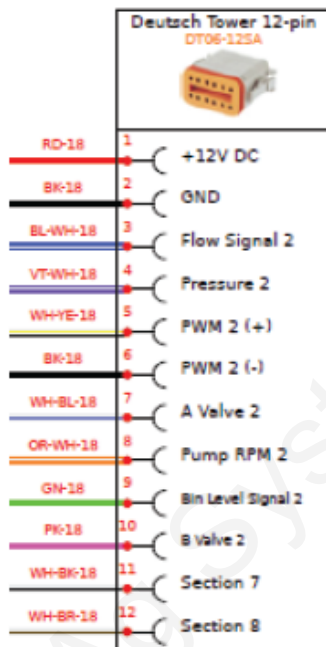 Deutsch Tower 12-pin
DT06-12SA
RD-18 1 +12V DC
BK-18 2 GND
BL-WH-18 3 Flow Signal 2
VT-WH-18 4 Pressure 2
WH-YE-18 5 PWM 2 (+)
BK-18 6 PWM 2 (-)
WH-BL-18 7 A Valve 2
OR-WH-18 8 Pump RPM 2
GN-18 9 Bin Level Signal 2
PK-18 10 B Valve 2
WH-BK-18 11 Section 7
WH-BR-18 12 Section 8
Ag Syst